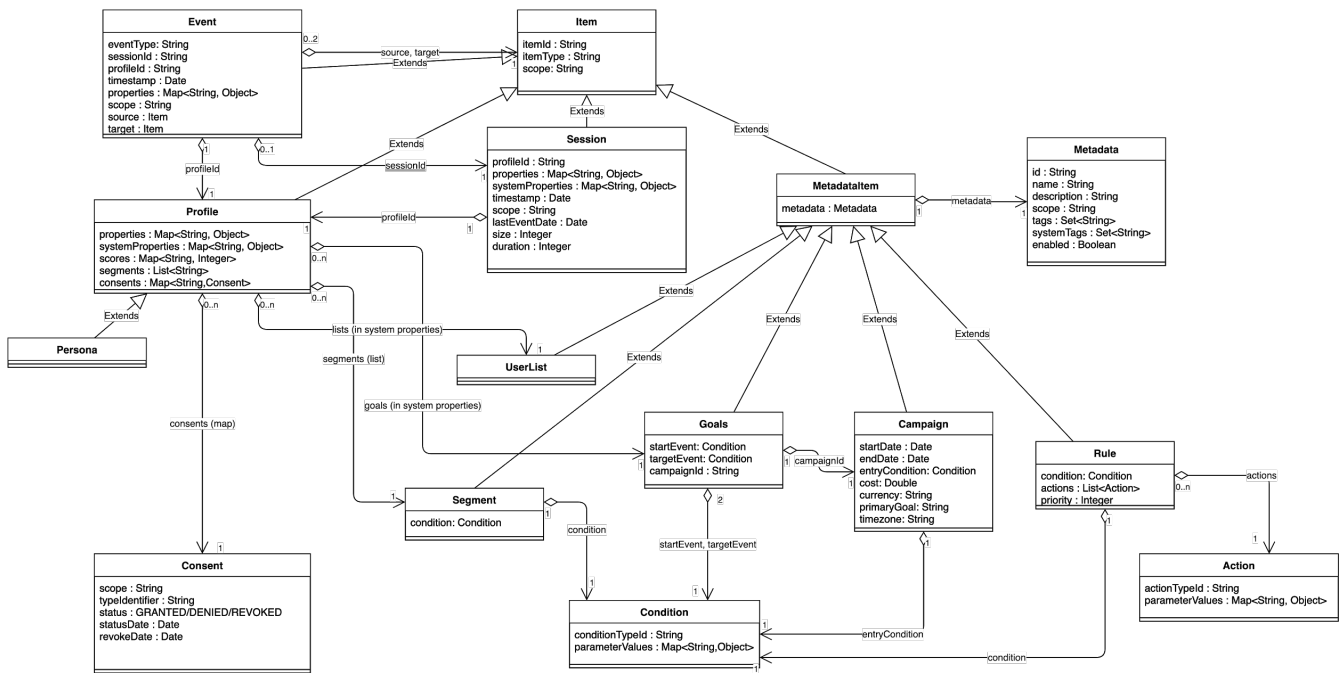 Event
eventType: String
sessionId : String
profileId : String
timestamp : Date
properties : Map<String, Object>
scope : String
source : Item
target : Item
0..2
source, target
Extends
1
Item
itemId : String
itemType : String
scope: String
1
profileId
1
0..1
sessionId
1
Extends
Extends
Extends
Session
profileId : String
properties : Map<String, Object>
systemProperties : Map<String, Object>
timestamp : Date
scope : String
lastEventDate : Date
size : Integer
duration : Integer
Metadata
id : String
name : String
description : String
scope : String
tags : Set<String>
systemTags : Set<String>
enabled : Boolean
MetadataItem
metadata : Metadata
1
metadata
1
Profile
properties : Map<String, Object>
systemProperties : Map<String, Object>
scores : Map<String, Integer>
segments : List<String>
consents : Map<String,Consent>
1
profileId
1
0..n
0..n
0..n
0..n
Extends
Persona
lists (in system properties)
1
segments (list)
UserList
Extends
Extends
Extends
Extends
Extends
goals (in system properties)
1
consents (map)
1
1
Goals
startEvent: Condition
targetEvent: Condition
campaignId : String
1
campaignId
1
2
startEvent, targetEvent
1
Campaign
startDate : Date
endDate : Date
entryCondition: Condition
cost: Double
currency: String
primaryGoal: String
timezone: String
1
entryCondition
1
Rule
condition: Condition
actions : List<Action>
priority : Integer
0..n
actions
1
1
condition
1
Segment
condition: Condition
1
condition
1
Consent
scope : String
typeIdentifier : String
status : GRANTED/DENIED/REVOKED
statusDate : Date
revokeDate : Date
Condition
conditionTypeId : String
parameterValues : Map<String,Object>
Action
actionTypeId : String
parameterValues : Map<String, Object>